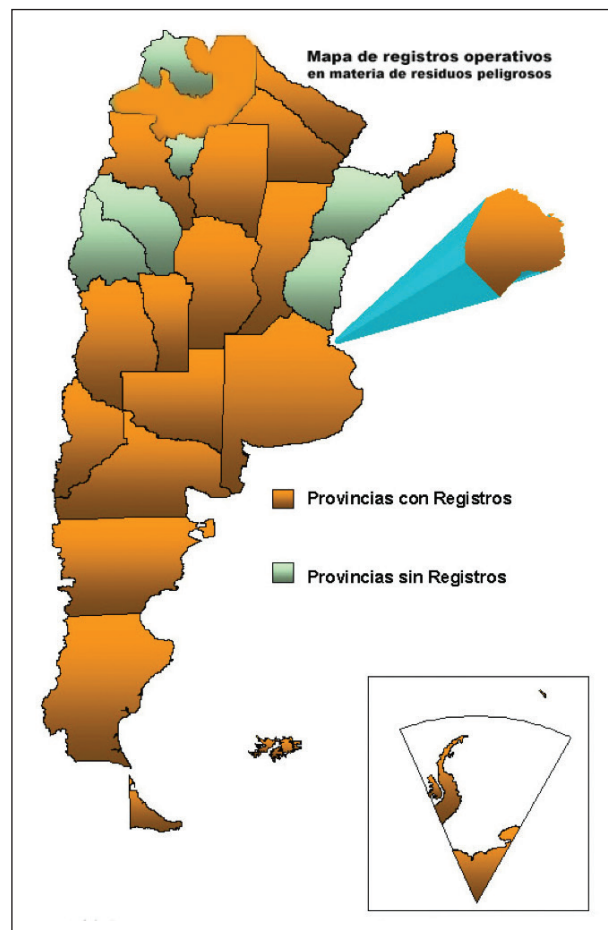 Mapa de registros operativos
en materia de residuos peligrosos
Provincias con Registros
Provincias sin Registros